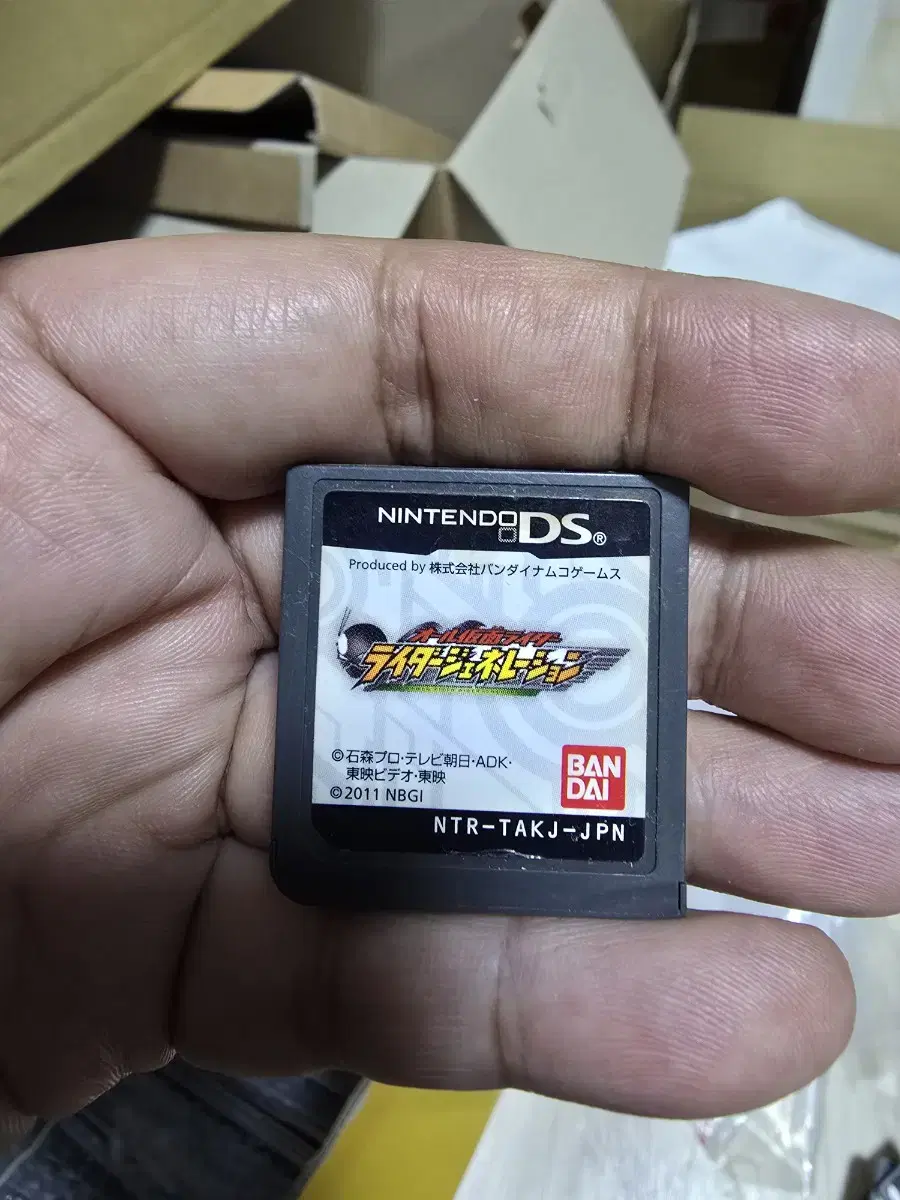 NINTENDO DS®
Produced by 株式会社バンダイナムコゲームス
オール仮面ライダー
ライダージェネレーション
©石森プロ・テレビ朝日・ADK・
東映ビデオ・東映
©2011 NBGI
BAN
DAI
NTR-TAKJ-JPN